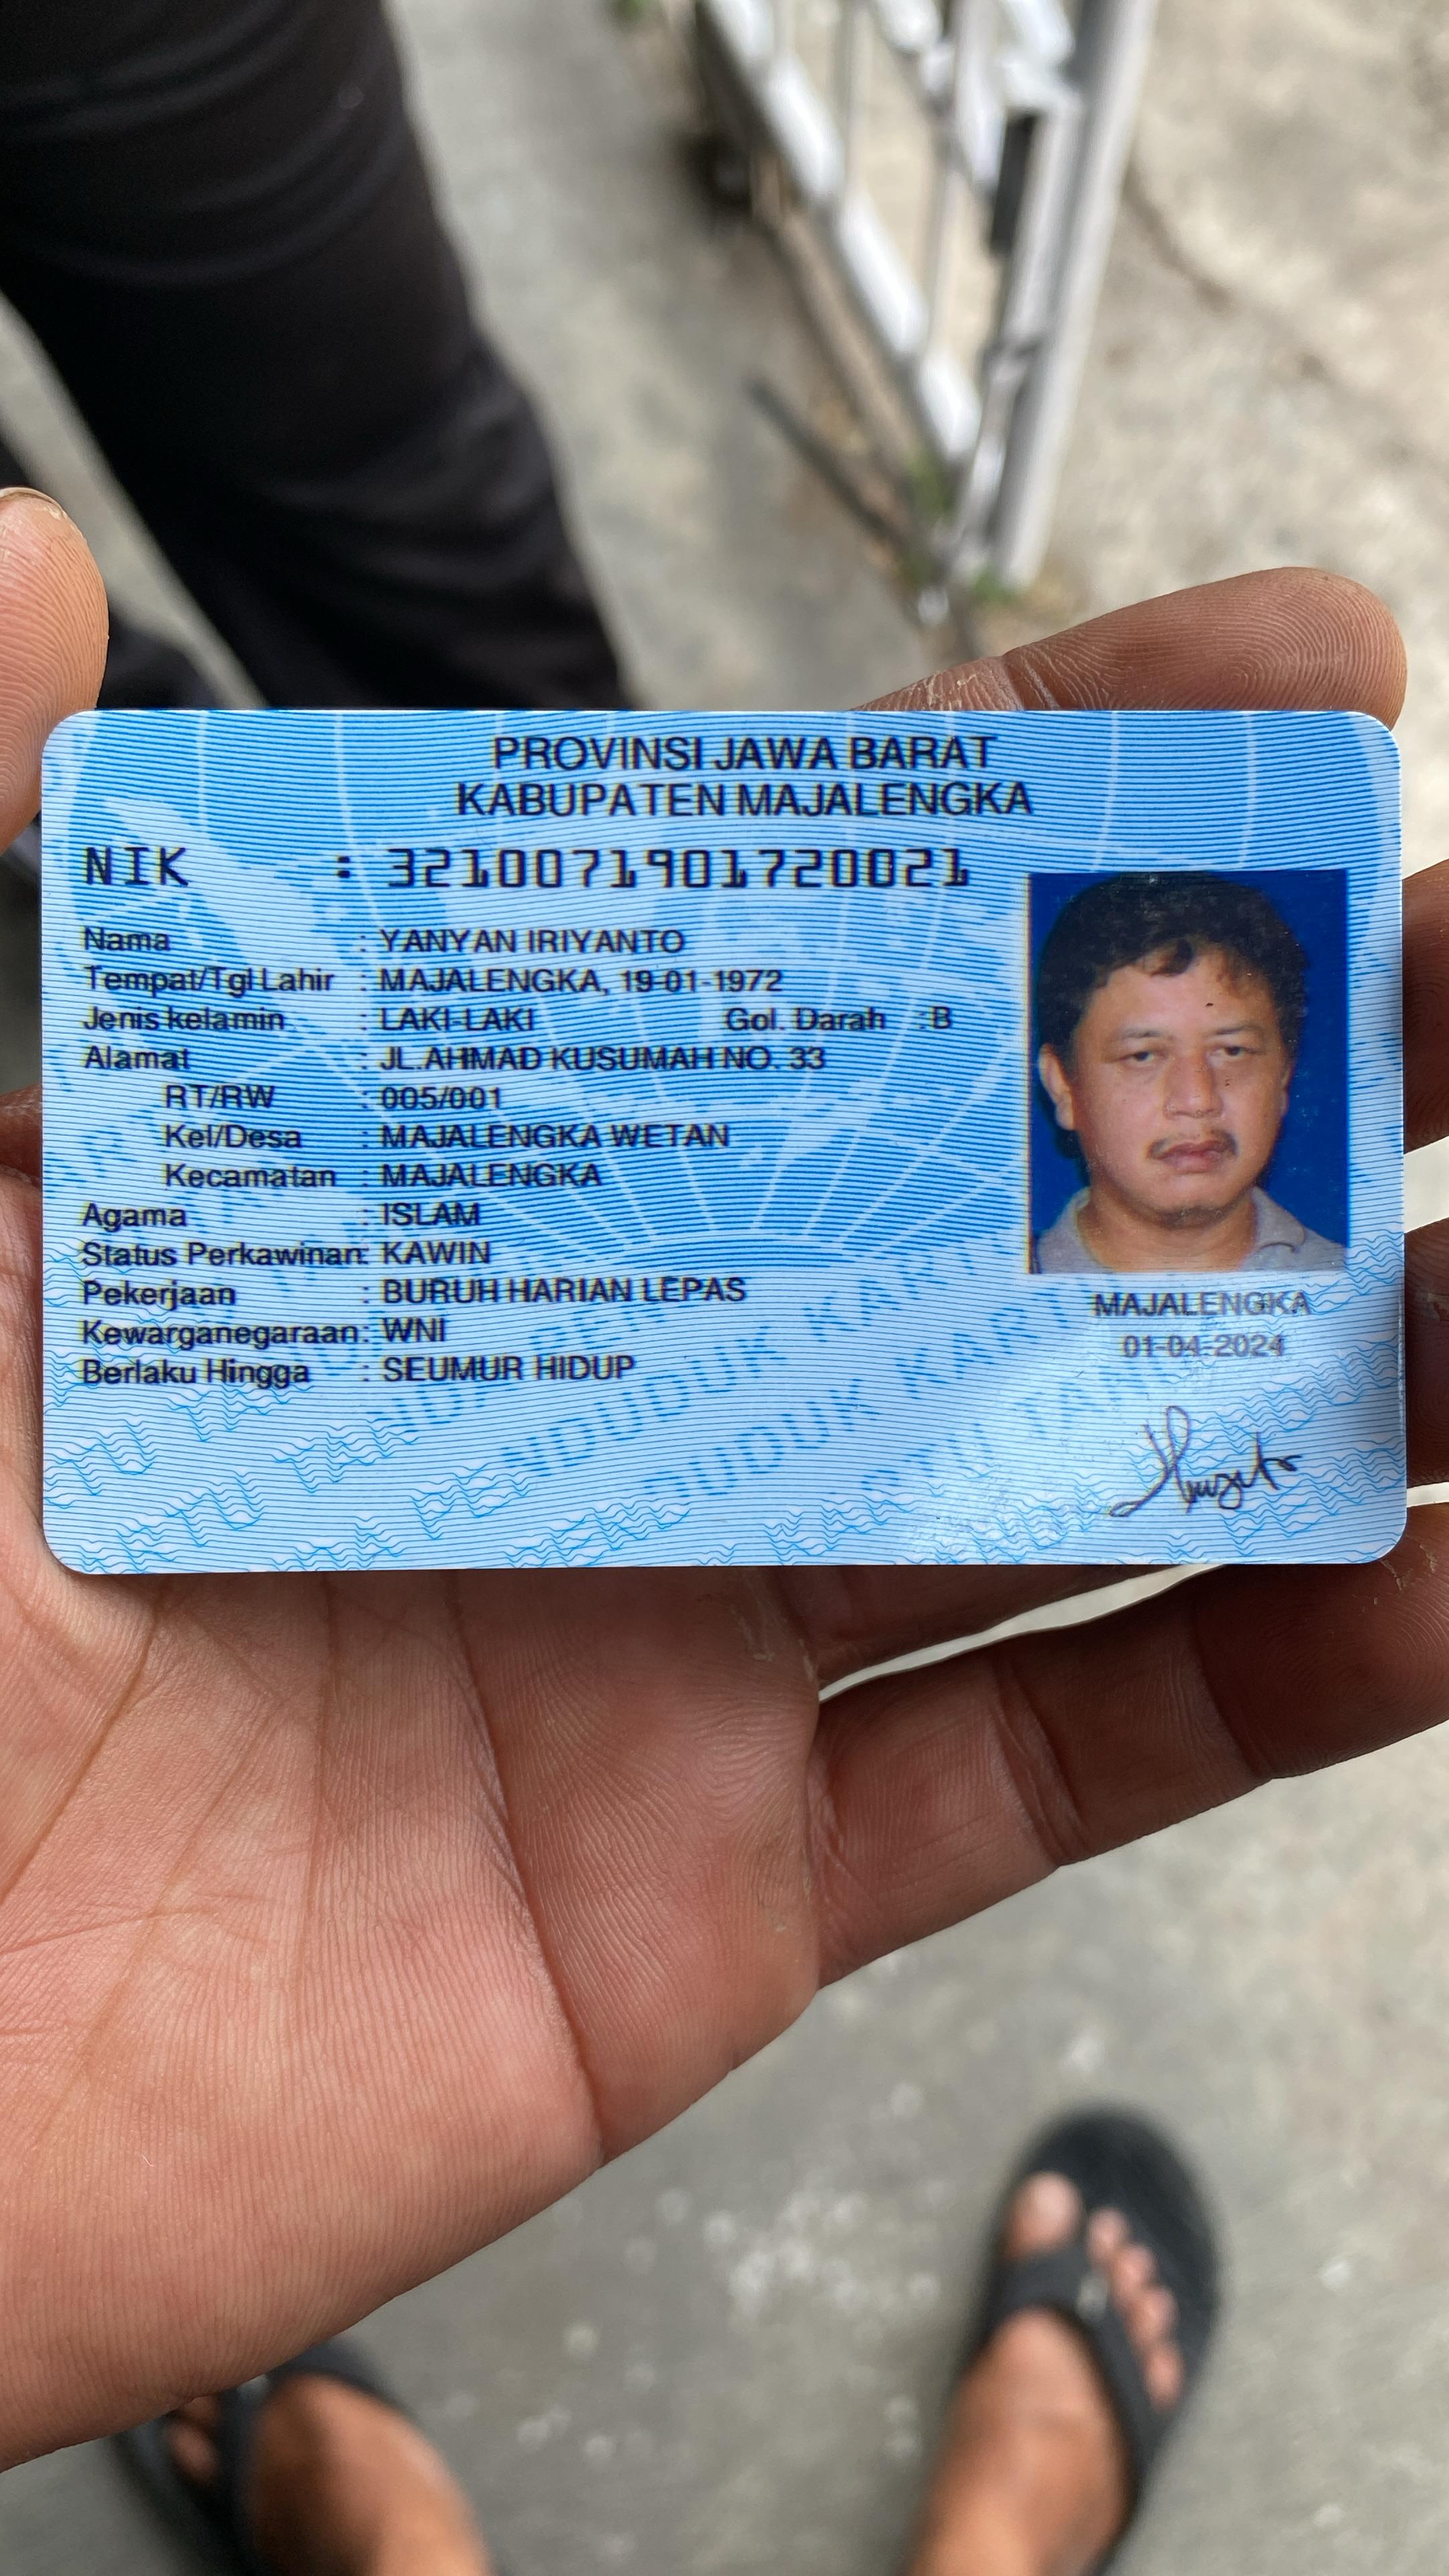 PROVINSI JAWA BARAT
KABUPATEN MAJALENGKA
NIK : 3210071901720021
Nama : YANYAN IRIYANTO
Tempat/Tgl Lahir : MAJALENGKA, 19-01-1972
Jenis kelamin : LAKI-LAKI Gol. Darah : B
Alamat : JL.AHMAD KUSUMAH NO. 33
RT/RW : 005/001
Kel/Desa : MAJALENGKA WETAN
Kecamatan : MAJALENGKA
Agama : ISLAM
Status Perkawinan: KAWIN
Pekerjaan : BURUH HARIAN LEPAS
Kewarganegaraan: WNI
Berlaku Hingga : SEUMUR HIDUP
MAJALENGKA
01-04-2024